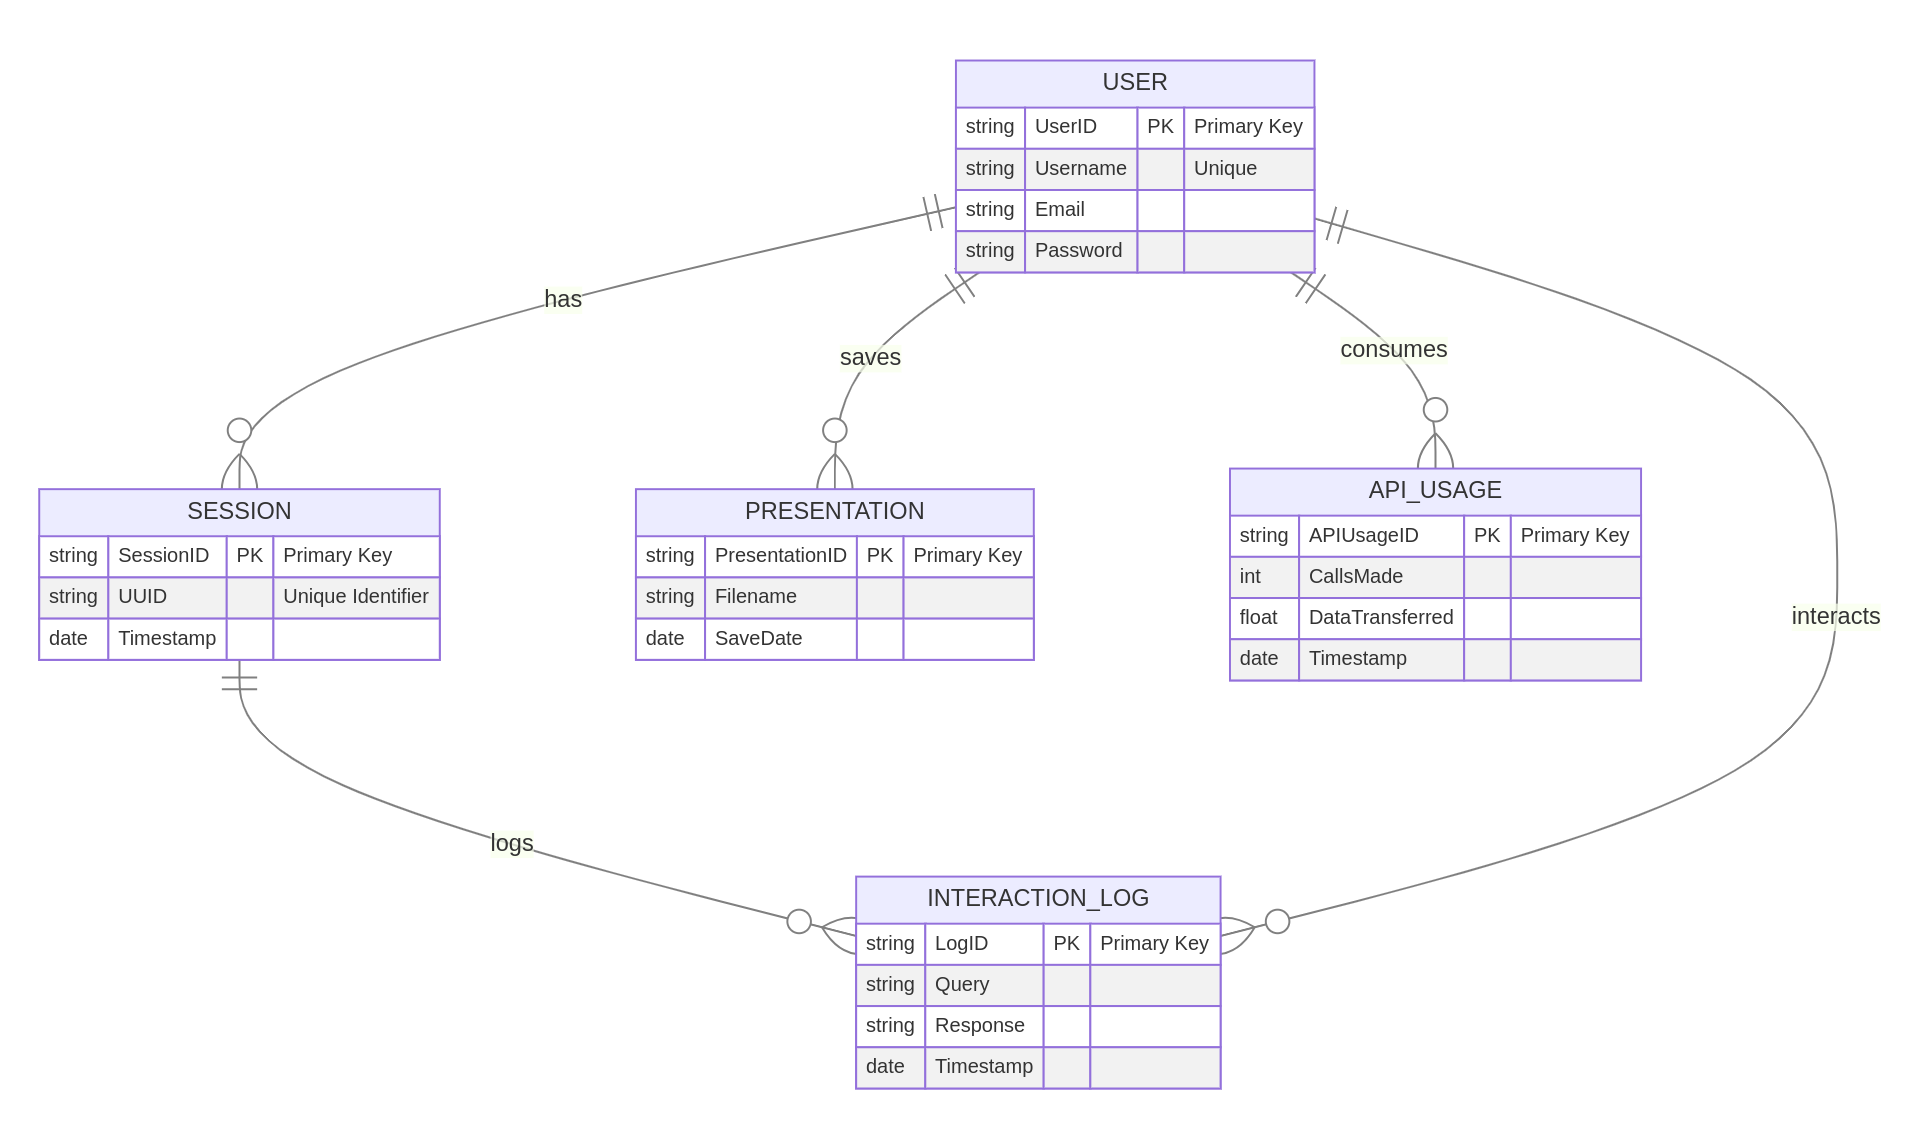 USER
string UserID PK Primary Key
string Username Unique
string Email
string Password
has
saves
consumes
SESSION
string SessionID PK Primary Key
string UUID Unique Identifier
date Timestamp
PRESENTATION
string PresentationID PK Primary Key
string Filename
date SaveDate
API_USAGE
string APIUsageID PK Primary Key
int CallsMade
float DataTransferred
date Timestamp
interacts
logs
INTERACTION_LOG
string LogID PK Primary Key
string Query
string Response
date Timestamp